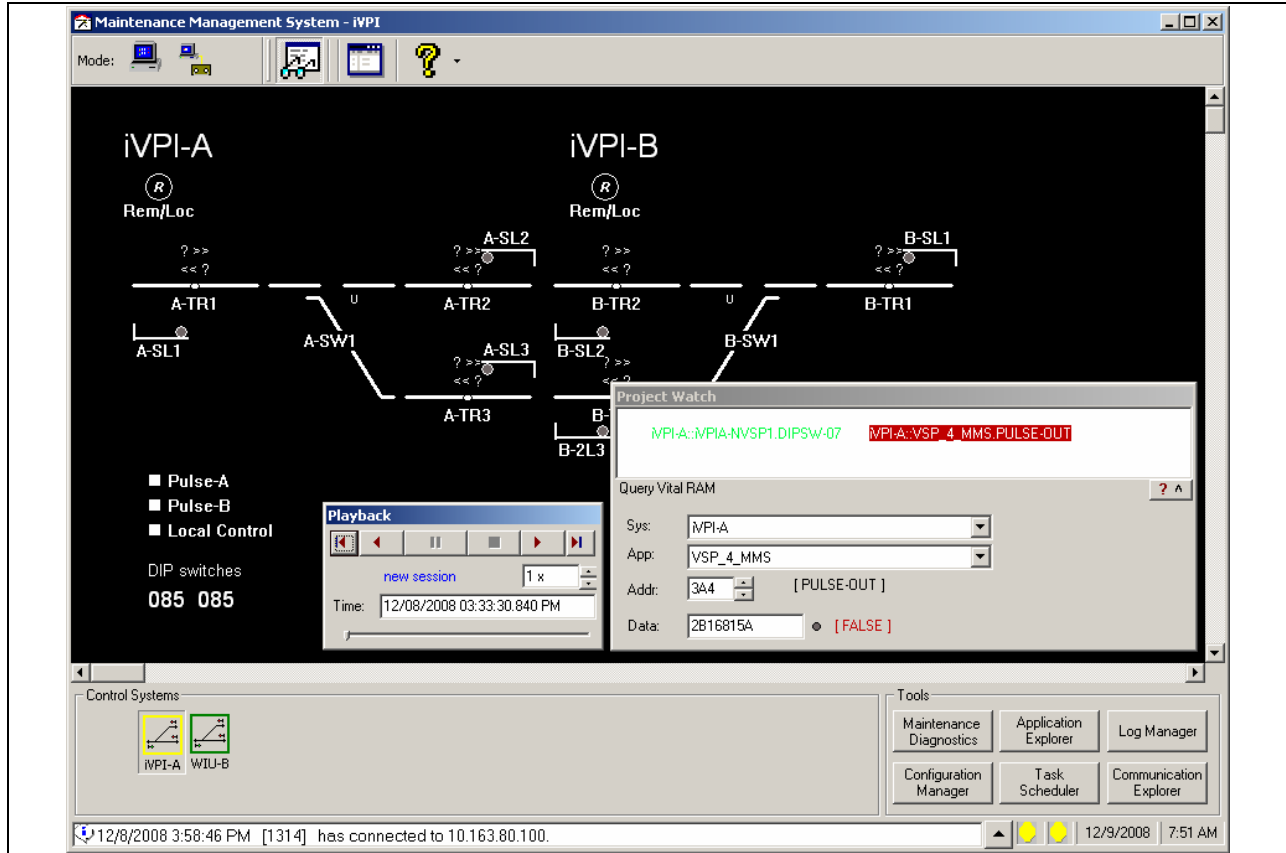 Maintenance Management System - iVPI
Mode:
iVPI-A
iVPI-B
R
R
Rem/Loc
Rem/Loc
A-SL2
B-SL1
? >>
? >>
? >>
? >>
<< ?
<< ?
<< ?
<< ?
A-TR1
U
A-TR2
B-TR2
U
B-TR1
A-SL1
A-SW1
A-SL3
B-SL2
B-SW1
? >>
? >>
<< ?
A-TR3
B-2L3
Pulse-A
Pulse-B
Local Control
DIP switches
085 085
Playback
new session
1 x
Time: 12/08/2008 03:33:30.840 PM
Project Watch
iVPI-A::iVPIA-NVSP1.DIPSW-07 iVPI-A::VSP_4_MMS.PULSE-OUT
Query Vital RAM
? ^
Sys: iVPI-A
App: VSP_4_MMS
Addr: 3A4 [ PULSE-OUT ]
Data: 2B16815A [ FALSE ]
Control Systems
iVPI-A WIU-B
Tools
Maintenance Diagnostics
Application Explorer
Log Manager
Configuration Manager
Task Scheduler
Communication Explorer
12/8/2008 3:58:46 PM [1314] has connected to 10.163.80.100.
12/9/2008 7:51 AM